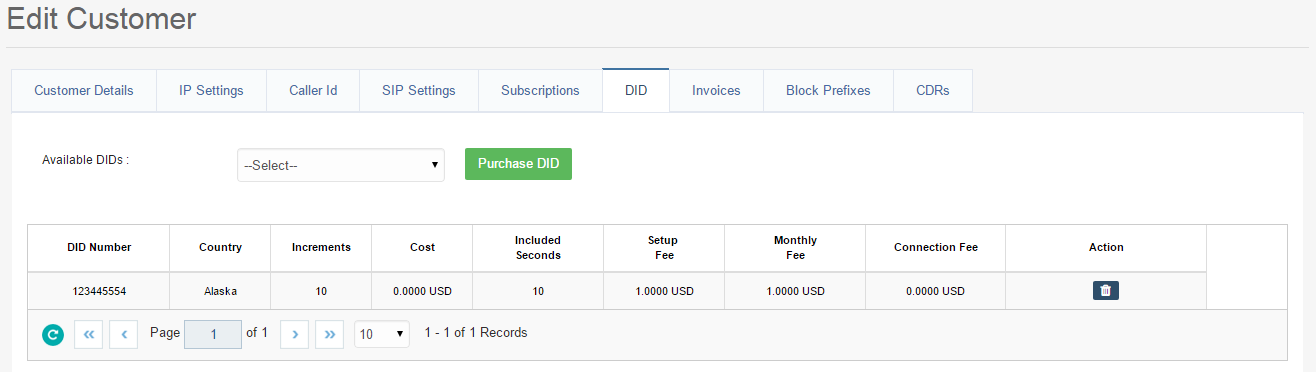 Edit Customer
Customer Details IP Settings Caller Id SIP Settings Subscriptions DID Invoices Block Prefixes CDRs
Available DIDs : --Select-- Purchase DID
DID Number Country Increments Cost Included Seconds Setup Fee Monthly Fee Connection Fee Action
123445554 Alaska 10 0.0000 USD 10 1.0000 USD 1.0000 USD 0.0000 USD
Page 1 of 1 10 1 - 1 of 1 Records